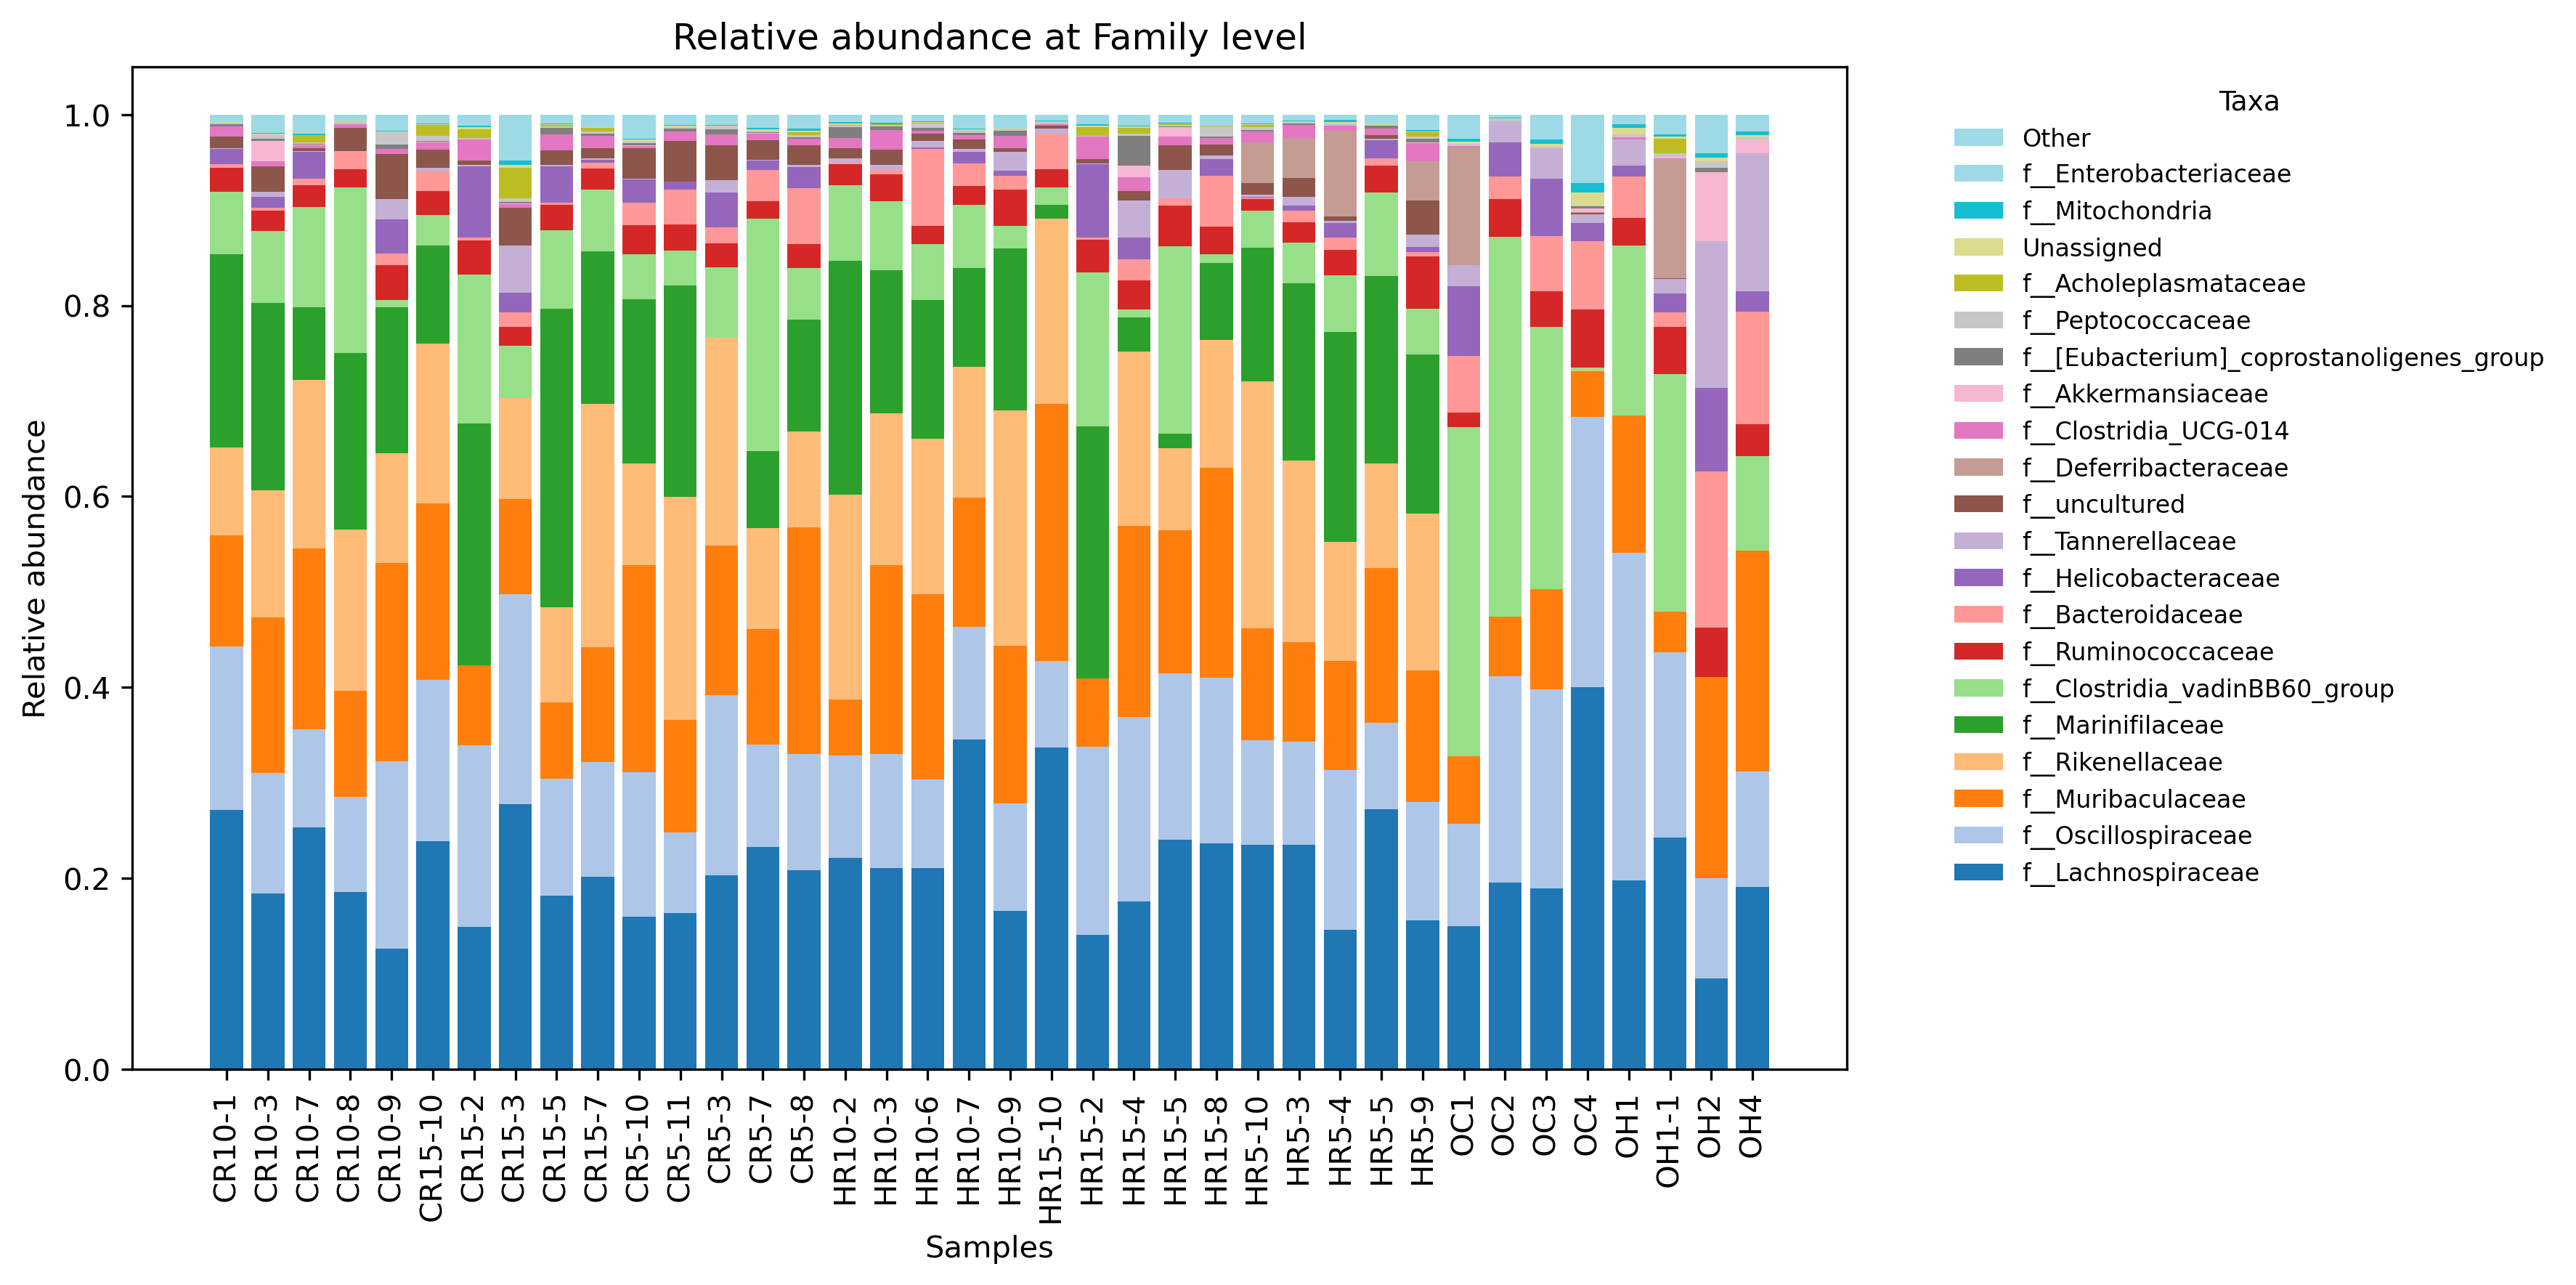 Relative abundance at Family level
Relative abundance
1.0
0.8
0.6
0.4
0.2
0.0
CR10-1
CR10-3
CR10-7
CR10-8
CR10-9
CR15-10
CR15-2
CR15-3
CR15-5
CR15-7
CR5-10
CR5-11
CR5-3
CR5-7
CR5-8
HR10-2
HR10-3
HR10-6
HR10-7
HR10-9
HR15-10
HR15-2
HR15-4
HR15-5
HR15-8
HR5-10
HR5-3
HR5-4
HR5-5
HR5-9
OC1
OC2
OC3
OC4
OH1
OH1-1
OH2
OH4
Samples
Taxa
Other
f__Enterobacteriaceae
f__Mitochondria
Unassigned
f__Acholeplasmataceae
f__Peptococcaceae
f__[Eubacterium]_coprostanoligenes_group
f__Akkermansiaceae
f__Clostridia_UCG-014
f__Deferribacteraceae
f__uncultured
f__Tannerellaceae
f__Helicobacteraceae
f__Bacteroidaceae
f__Ruminococcaceae
f__Clostridia_vadinBB60_group
f__Marinifilaceae
f__Rikenellaceae
f__Muribaculaceae
f__Oscillospiraceae
f__Lachnospiraceae